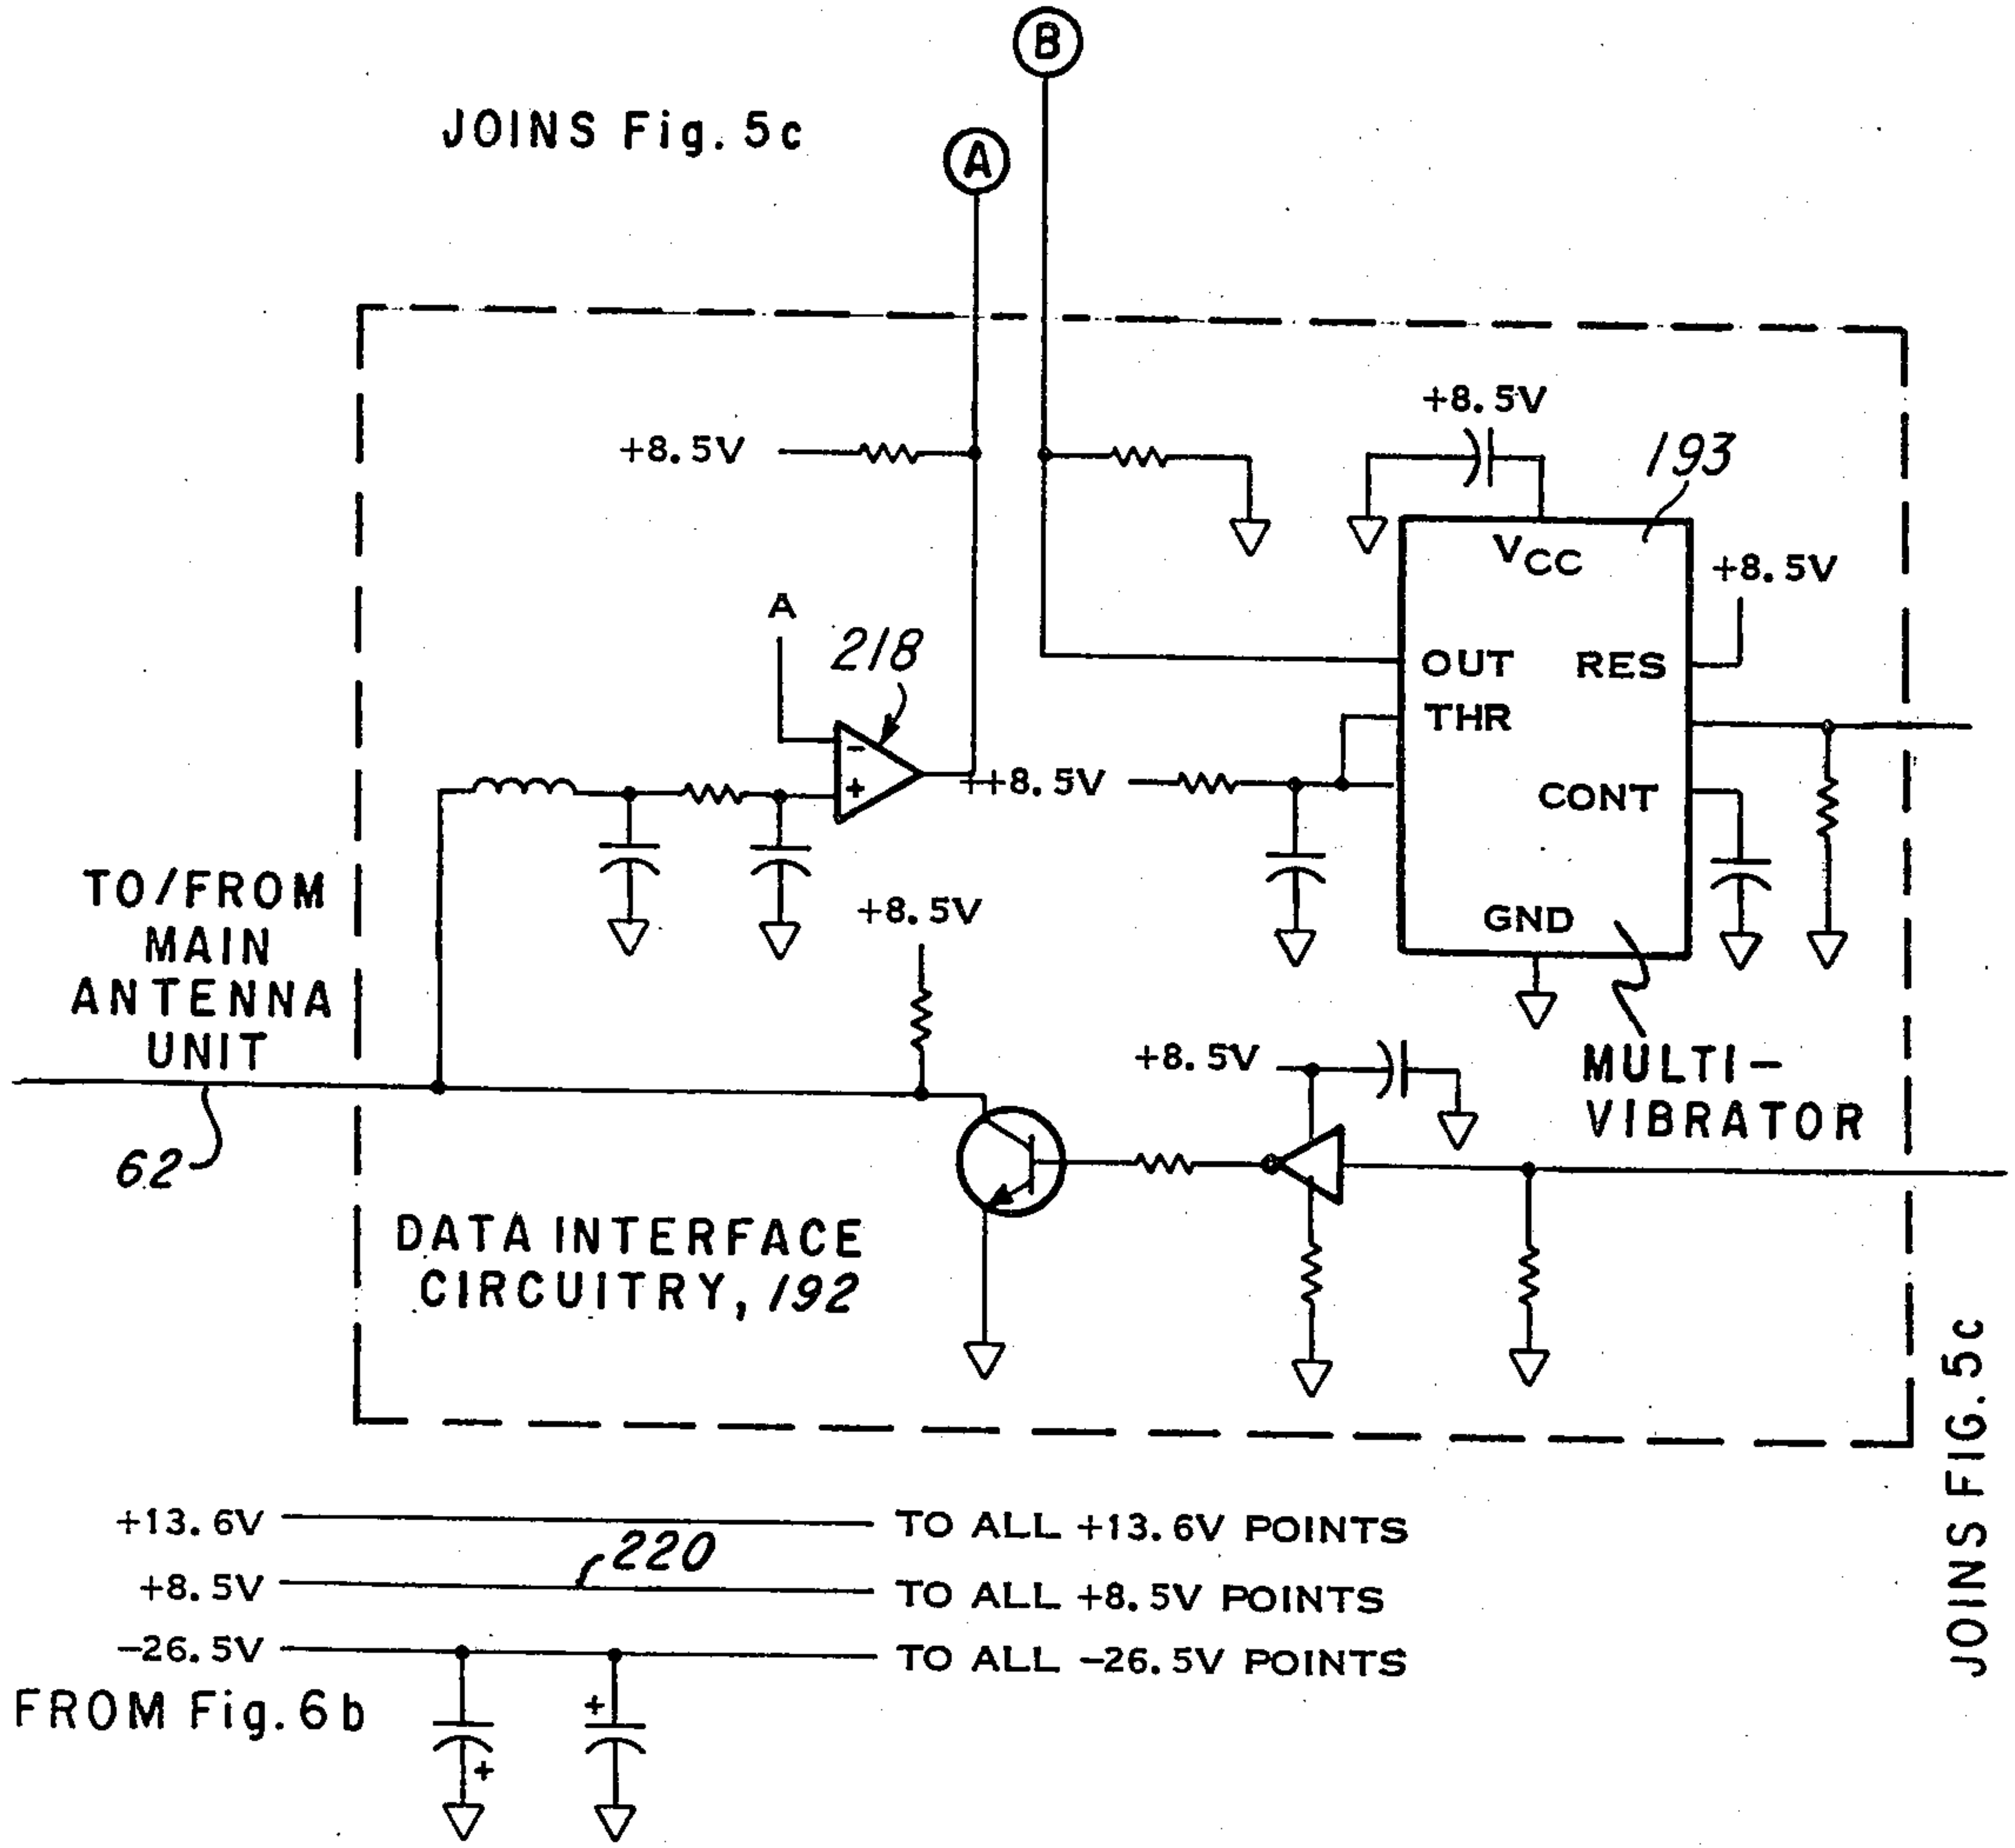 B
JOINS Fig. 5c
A
+8.5V
+8.5V
193
VCC
+8.5V
A
218
OUT
RES
THR
-
+
++8.5V
CONT
TO/FROM
MAIN
ANTENNA
UNIT
+8.5V
GND
+8.5V
MULTI-
VIBRATOR
62
DATA INTERFACE
CIRCUITRY, 192
JOINS FIG. 5c
+13.6V TO ALL +13.6V POINTS
220
+8.5V TO ALL +8.5V POINTS
-26.5V TO ALL -26.5V POINTS
FROM Fig. 6b
+
+